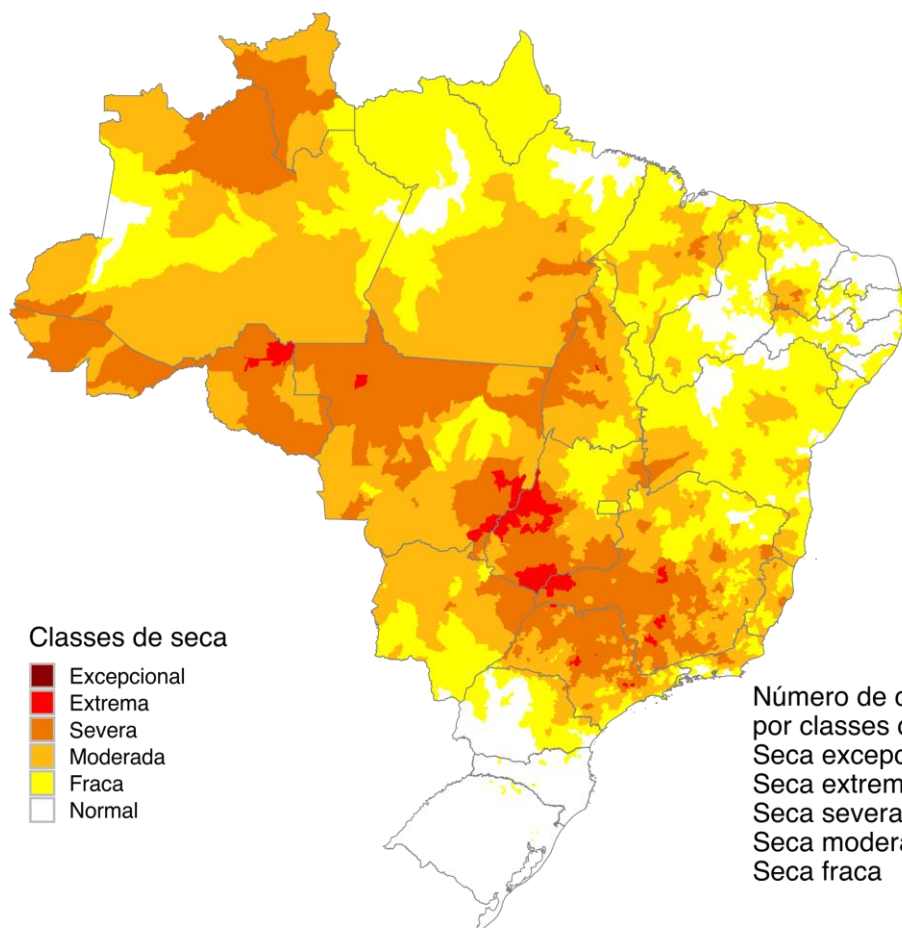 Classes de seca
Excepcional
Extrema
Severa
Moderada
Fraca
Normal
Número de
por classes
Seca
Seca
Seca severa
Seca
Seca fraca